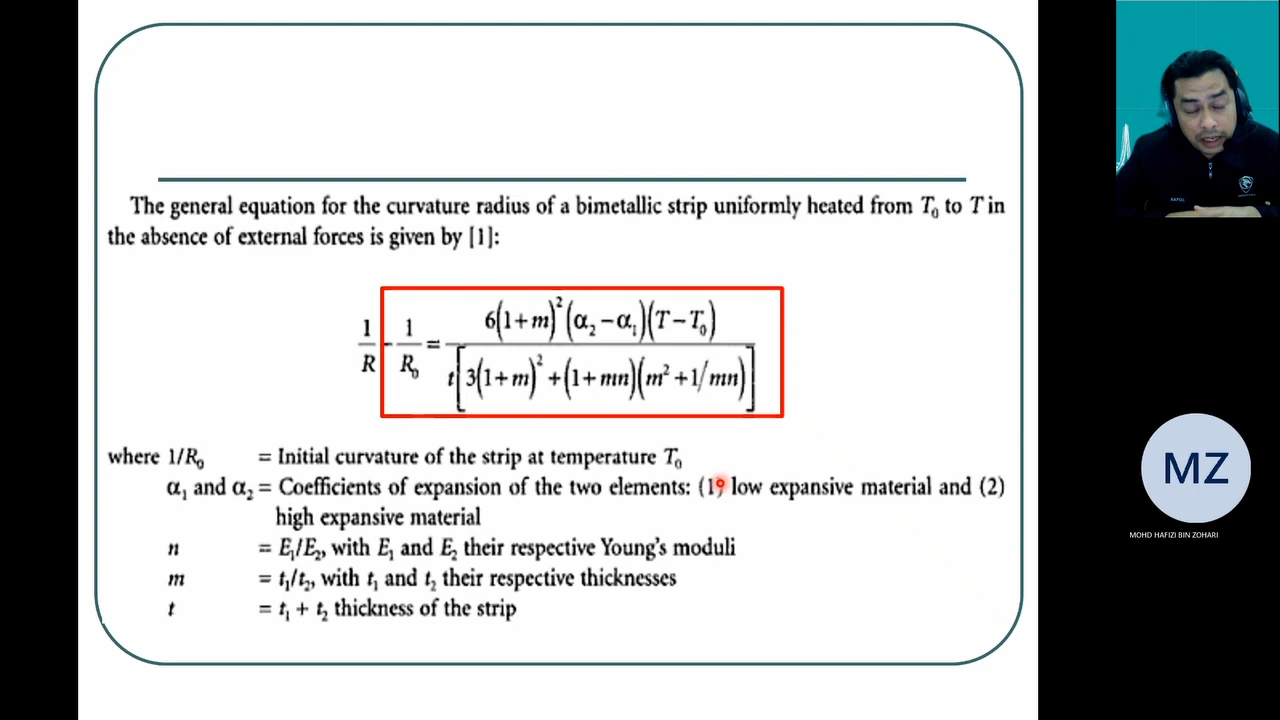 The general equation for the curvature radius of a bimetallic strip uniformly heated from T₀ to T in
the absence of external forces is given by [1]:
1/R - 1/R₀ = 6(1+m)²(α₂-α₁)(T-T₀) / t[3(1+m)²+(1+mn)(m²+1/mn)]
where 1/R₀ = Initial curvature of the strip at temperature T₀
α₁ and α₂ = Coefficients of expansion of the two elements: (1) low expansive material and (2)
high expansive material
n = E₁/E₂, with E₁ and E₂ their respective Young's moduli
m = t₁/t₂, with t₁ and t₂ their respective thicknesses
t = t₁ + t₂ thickness of the strip
MZ
MOHD HAFIZI BIN ZOHARI